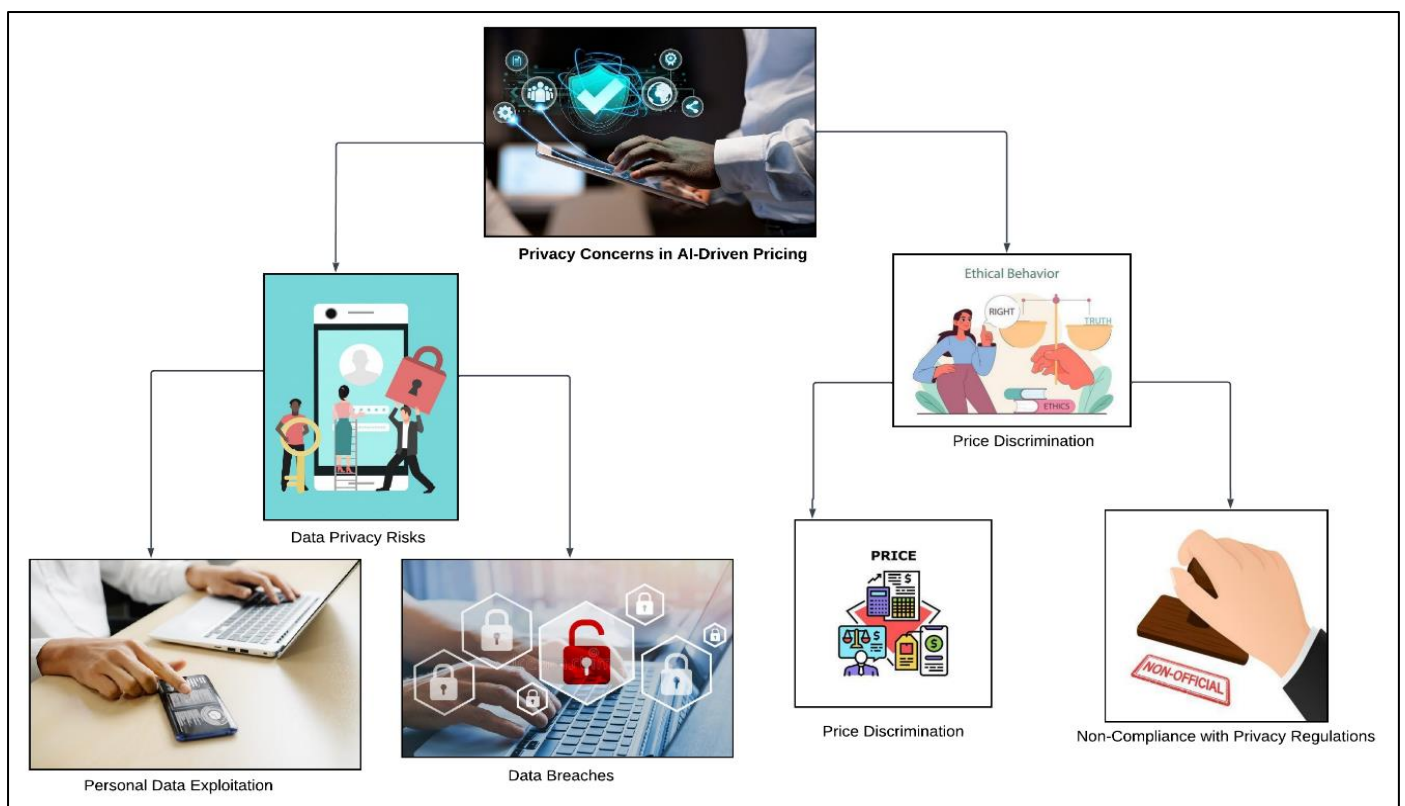 Privacy Concerns in AI-Driven Pricing
Ethical Behavior
RIGHT
TRUTH
ETHICS
Price Discrimination
Data Privacy Risks
PRICE
$
$
$
NON-OFFICIAL
Personal Data Exploitation
Data Breaches
Price Discrimination
Non-Compliance with Privacy Regulations